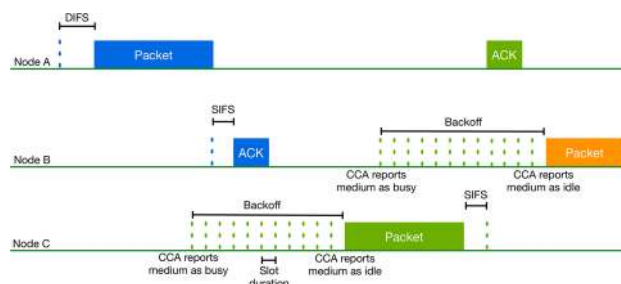 DIFS
Packet
ACK
Node A
SIFS
Backoff
ACK
Packet
Node B
CCA reports
medium as busy
CCA reports
medium as idle
Backoff
SIFS
Packet
Node C
CCA reports
medium as busy
Slot
duration
CCA reports
medium as idle